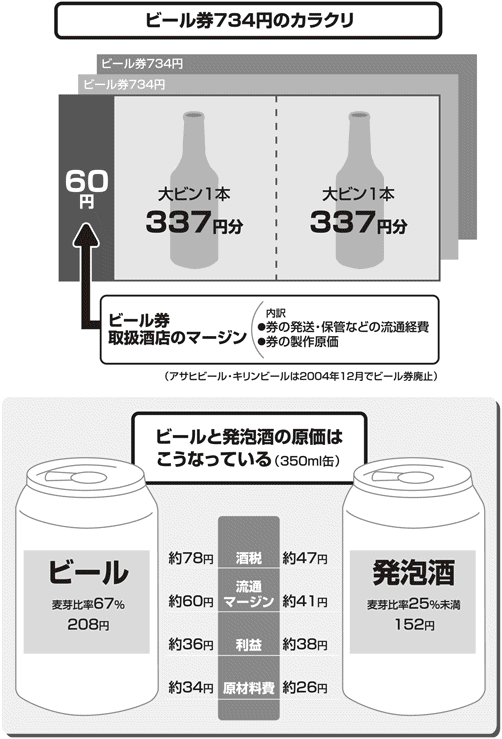 ビール券734円のカラクリ
ビール券734円
ビール券734円
60
円
大ビン1本
337円分
大ビン1本
337円分
ビール券
取扱酒店のマージン
内訳
●券の発送・保管などの流通経費
●券の製作原価
（アサヒビール・キリンビールは2004年12月でビール券廃止）
ビールと発泡酒の原価は
こうなっている（350ml缶）
ビール
麦芽比率67%
208円
約78円 酒税 約47円
約60円 流通マージン 約41円
約36円 利益 約38円
約34円 原材料費 約26円
発泡酒
麦芽比率25%未満
152円